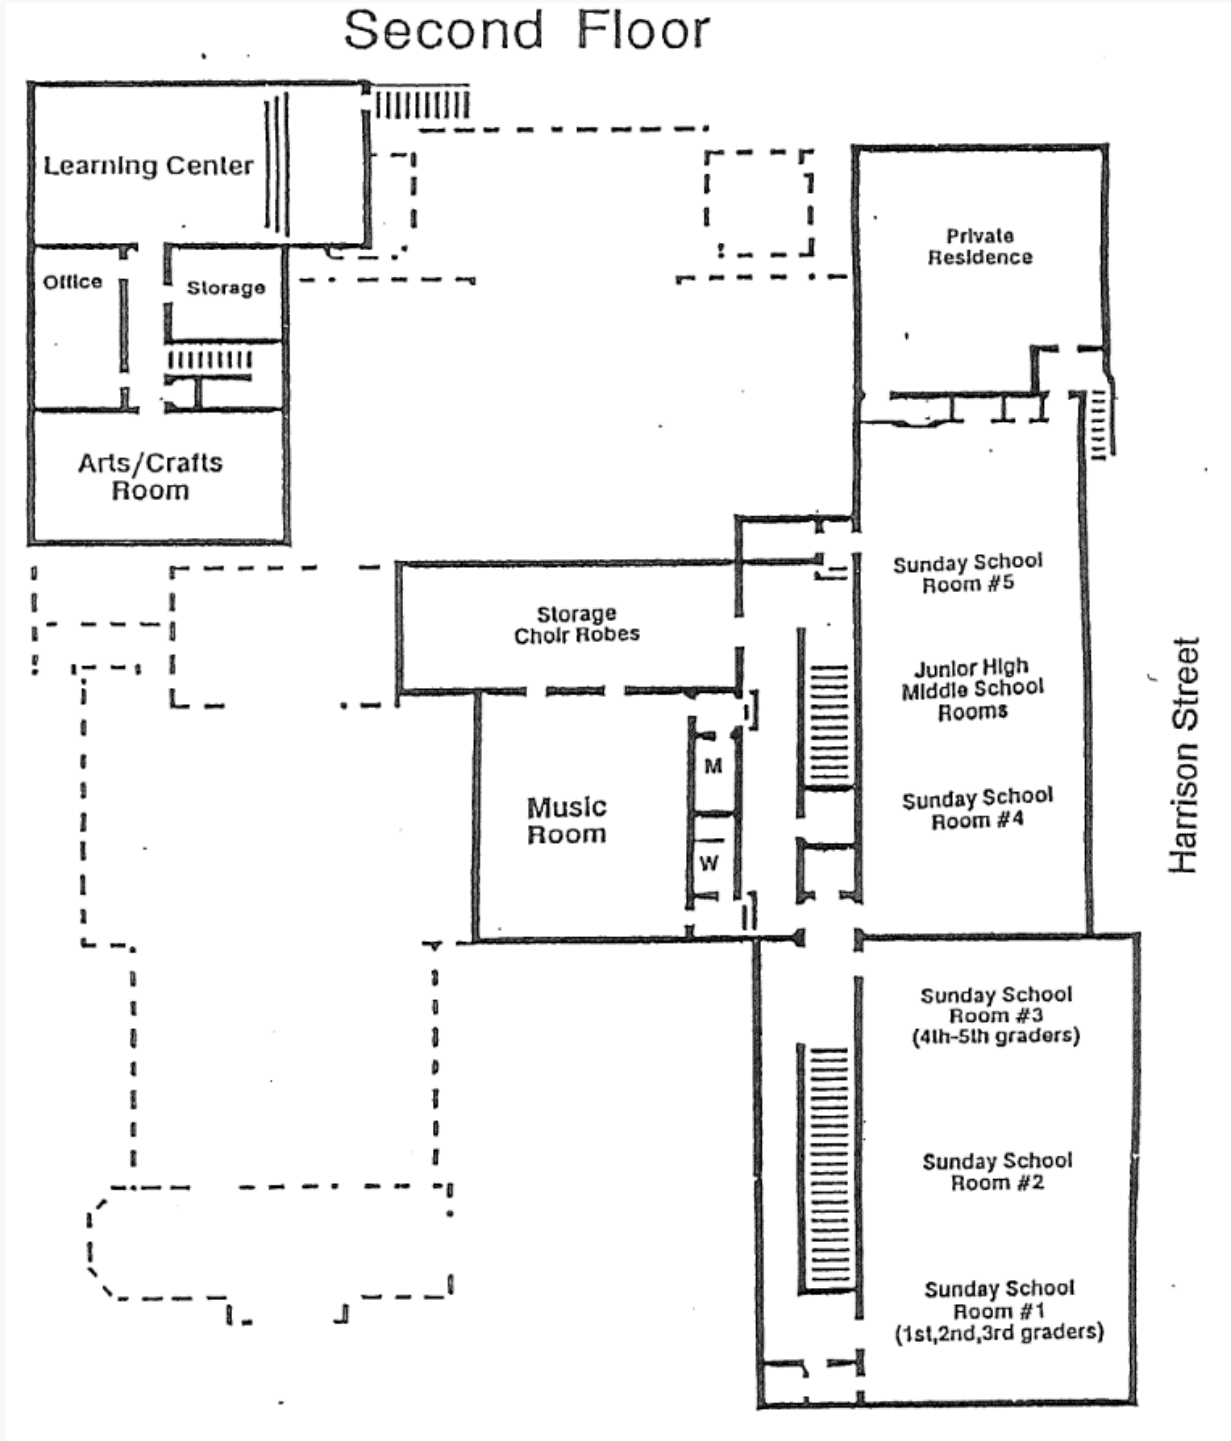 Second Floor
Learning Center
Office
Storage
Arts/Crafts
Room
Private
Residence
Storage
Choir Robes
Music
Room
M
W
Sunday School
Room #5
Junior High
Middle School
Rooms
Sunday School
Room #4
Harrison Street
Sunday School
Room #3
(4th-5th graders)
Sunday School
Room #2
Sunday School
Room #1
(1st,2nd,3rd graders)